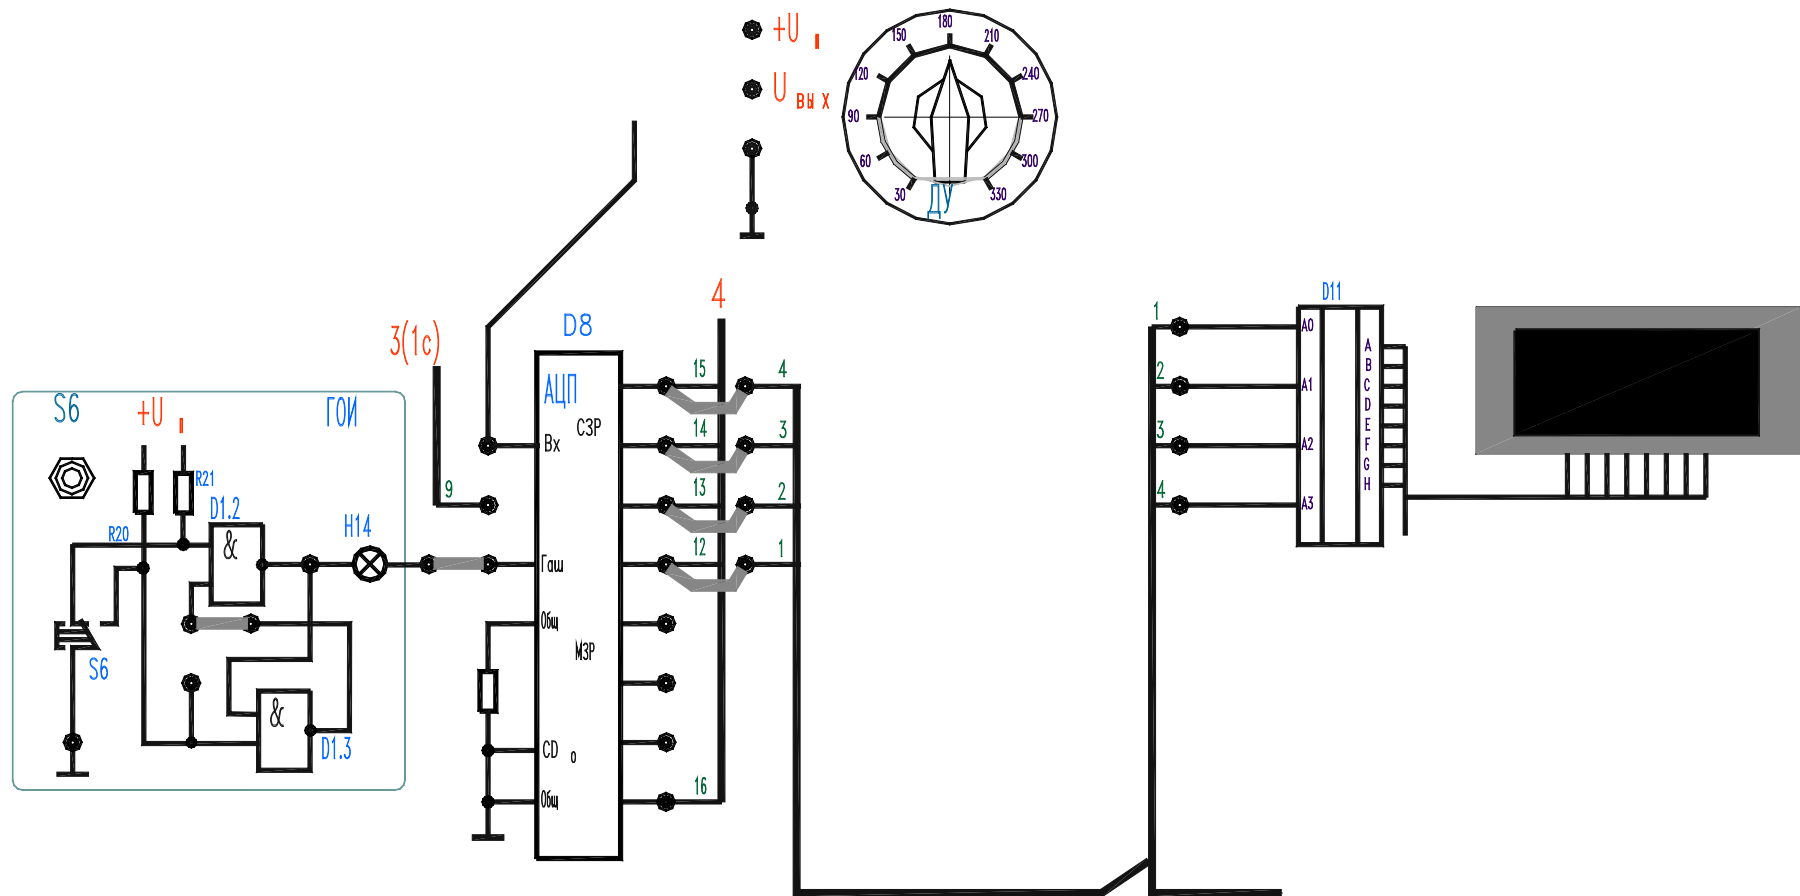 +U п
U вых
180
150
210
120
240
90
270
60
300
30
330
ДУ
4
D11
3(1с)
D8
1
A0
15
4
2
A1
A
B
C
D
E
F
G
H
S6
+U п
ГОИ
АЦП
СЗР
14
3
3
A2
Вх
R21
D1.2
9
13
2
4
A3
R20
&
H14
12
1
Гаш
Общ
МЗР
S6
&
D1.3
CD
0
Общ
16